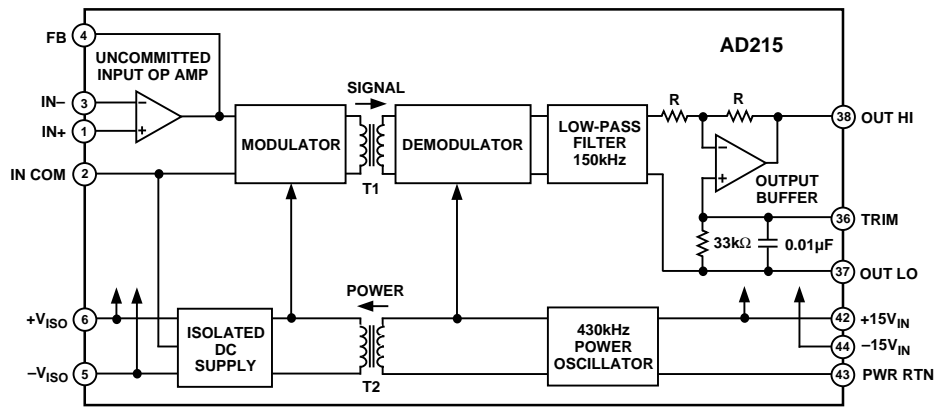 FB
4
UNCOMMITTED
INPUT OP AMP
AD215
IN–
3
IN+
1
–
+
IN COM
2
MODULATOR
SIGNAL
T1
DEMODULATOR
LOW-PASS
FILTER
150kHz
R
R
–
+
OUTPUT
BUFFER
38
OUT HI
36
TRIM
33kΩ
0.01µF
37
OUT LO
+VISO
6
–VISO
5
ISOLATED
DC
SUPPLY
POWER
T2
430kHz
POWER
OSCILLATOR
42
+15VIN
44
–15VIN
43
PWR RTN